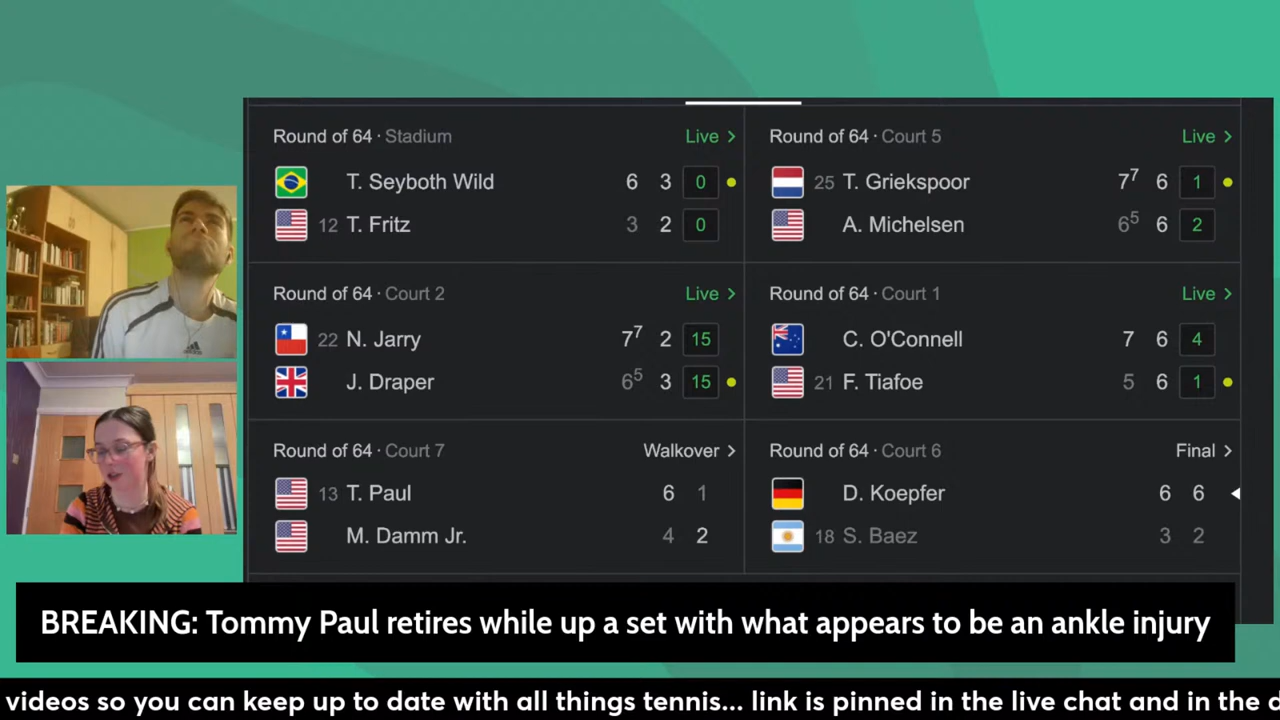 Round of 64 · Stadium Live >
T. Seyboth Wild 6 3 0
12 T. Fritz 3 2 0
Round of 64 · Court 5 Live >
25 T. Griekspoor 7⁷ 6 1
A. Michelsen 6⁵ 6 2
Round of 64 · Court 2 Live >
22 N. Jarry 7⁷ 2 15
J. Draper 6⁵ 3 15
Round of 64 · Court 1 Live >
C. O'Connell 7 6 4
21 F. Tiafoe 5 6 1
Round of 64 · Court 7 Walkover >
13 T. Paul 6 1
M. Damm Jr. 4 2
Round of 64 · Court 6 Final >
D. Koepfer 6 6
18 S. Baez 3 2
BREAKING: Tommy Paul retires while up a set with what appears to be an ankle injury
videos so you can keep up to date with all things tennis... link is pinned in the live chat and in the